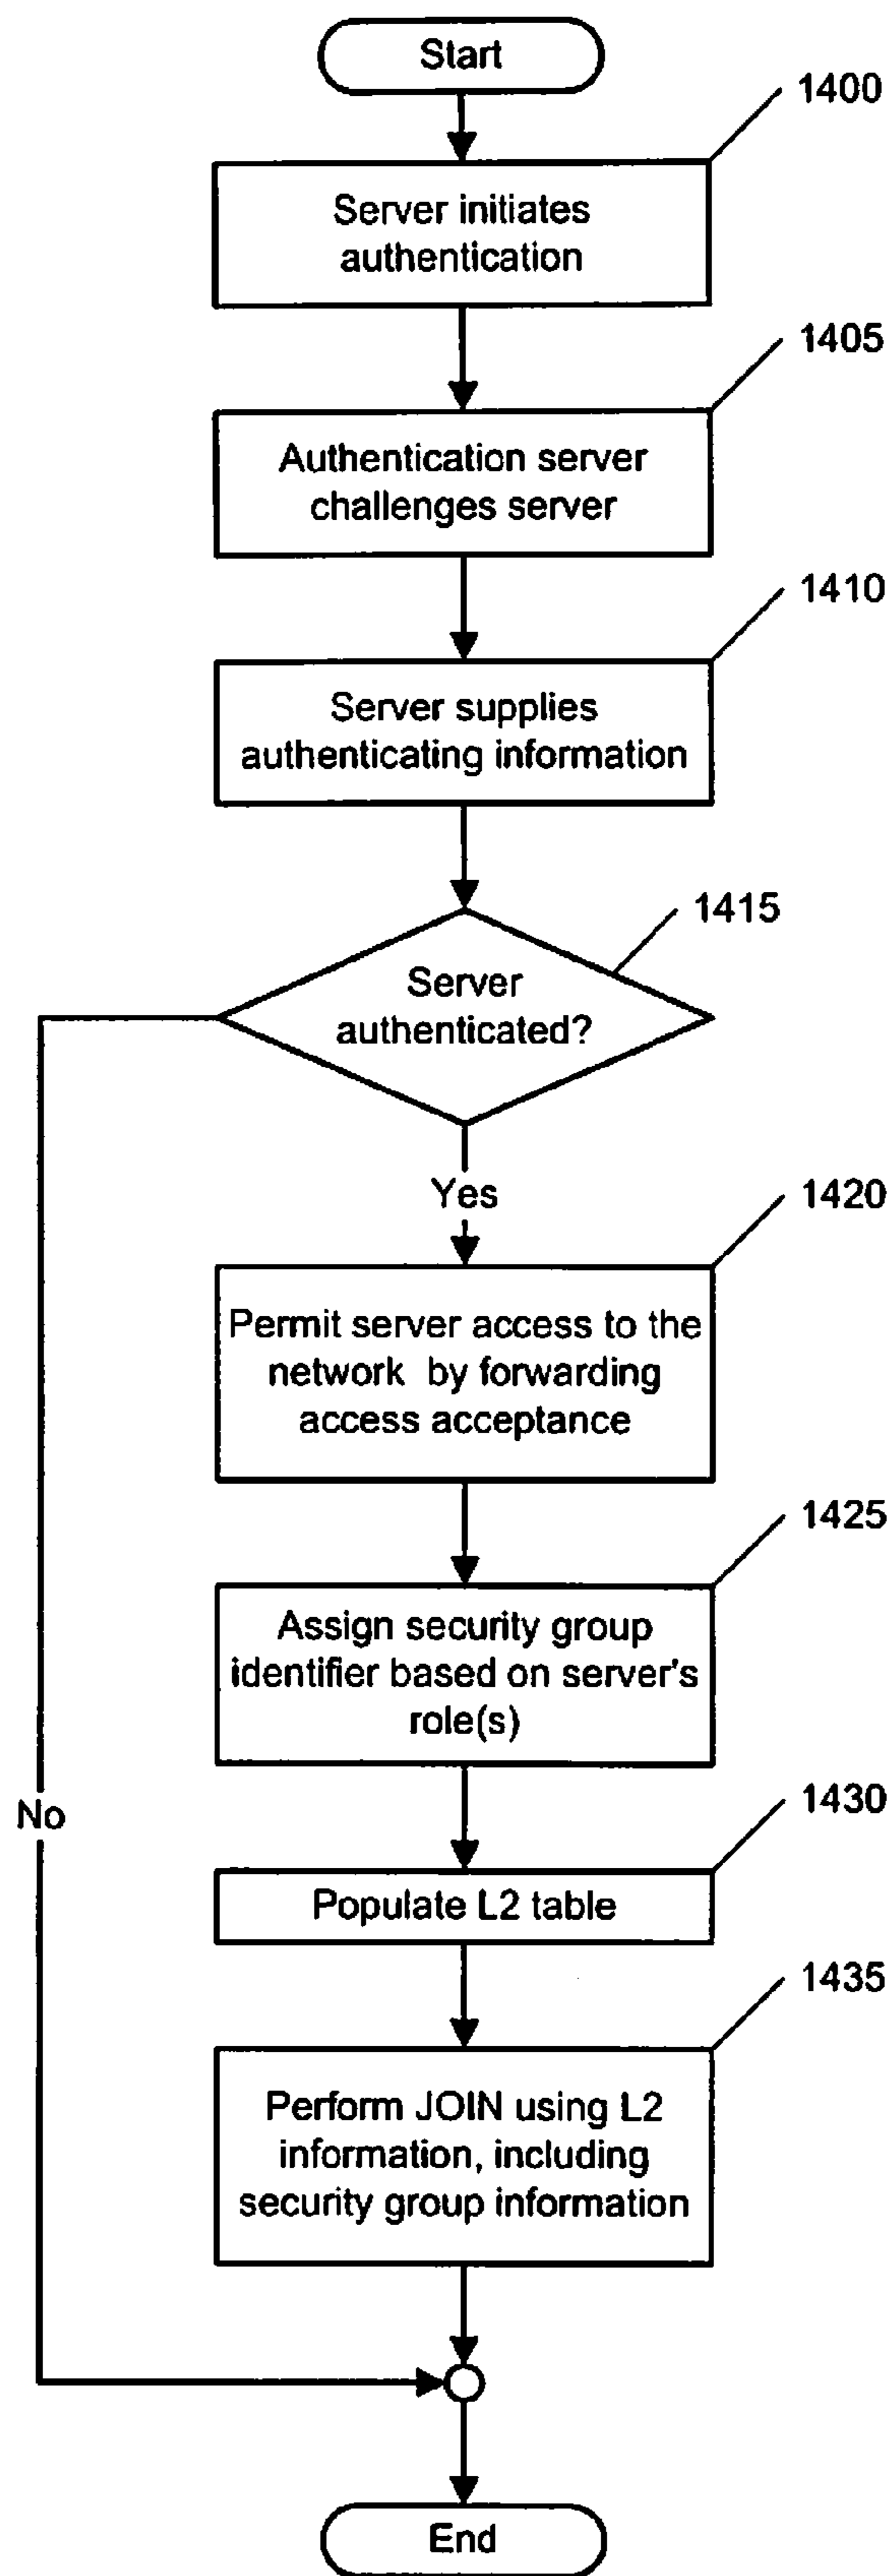 Start
1400
Server initiates
authentication
1405
Authentication server
challenges server
1410
Server supplies
authenticating information
1415
Server
authenticated?
Yes
1420
Permit server access to the
network by forwarding
access acceptance
1425
Assign security group
identifier based on server's
role(s)
No
1430
Populate L2 table
1435
Perform JOIN using L2
information, including
security group information
End